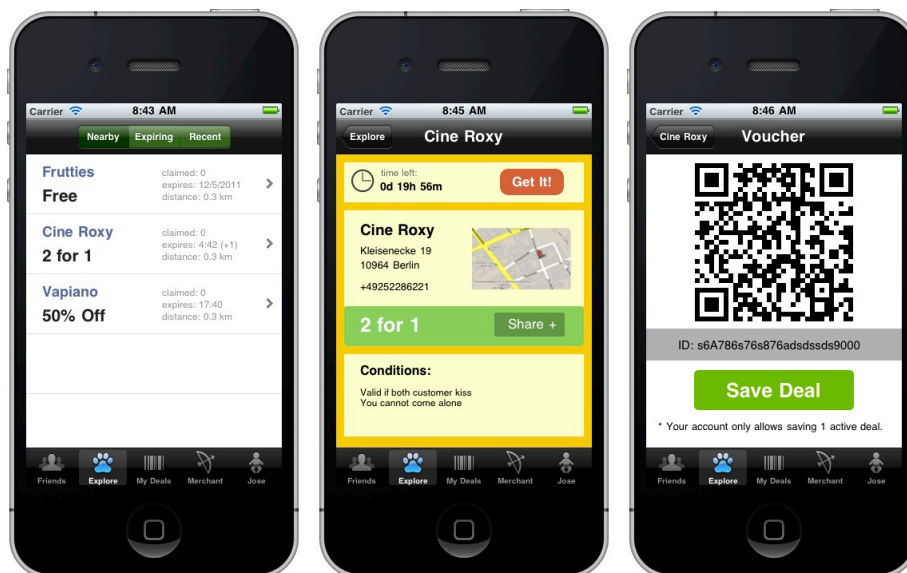 Carrier 8:43 AM
Nearby Expiring Recent
Frutties
Free
claimed: 0
expires: 12/5/2011
distance: 0.3 km
Cine Roxy
2 for 1
claimed: 0
expires: 4:42 (+1)
distance: 0.3 km
Vapiano
50% Off
claimed: 0
expires: 17:40
distance: 0.3 km
Friends Explore My Deals Merchant Jose
Carrier 8:45 AM
Explore Cine Roxy
time left:
0d 19h 56m
Get It!
Cine Roxy
Kleisenecke 19
10964 Berlin
+49252286221
2 for 1 Share +
Conditions:
Valid if both customer kiss
You cannot come alone
Friends Explore My Deals Merchant Jose
Carrier 8:46 AM
Cine Roxy Voucher
ID: s6A786s76s876adsdssds9000
Save Deal
* Your account only allows saving 1 active deal.
Friends Explore My Deals Merchant Jose